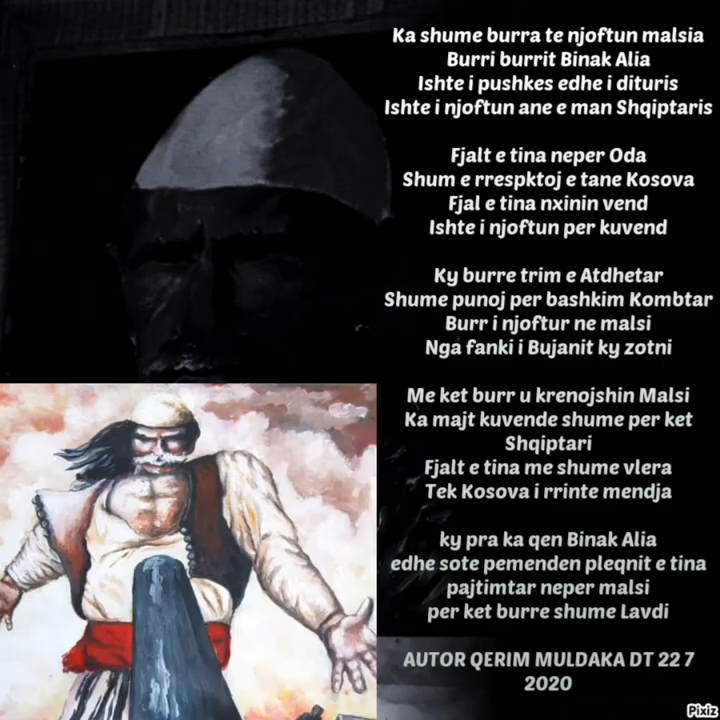 Ka shume burra te njoftun malsia
Burri burrit Binak Alia
Ishte i pushkes edhe i dituris
Ishte i njoftun ane e man Shqiptaris
Fjalt e tina neper Oda
Shum e rrespktoj e tane Kosova
Fjal e tina nxinin vend
Ishte i njoftun per kuvend
Ky burre trim e Atdhetar
Shume punoj per bashkim Kombtar
Burr i njoftur ne malsi
Nga fanki i Bujanit ky zotni
Me ket burr u krenojshin Malsi
Ka majt kuvende shume per ket
Shqiptari
Fjalt e tina me shume vlera
Tek Kosova i rrinte mendja
ky pra ka qen Binak Alia
edhe sote pemenden pleqnit e tina
pajtimtar neper malsi
per ket burre shume Lavdi
AUTOR QERIM MULDAKA DT 22 7
2020
Pixiz